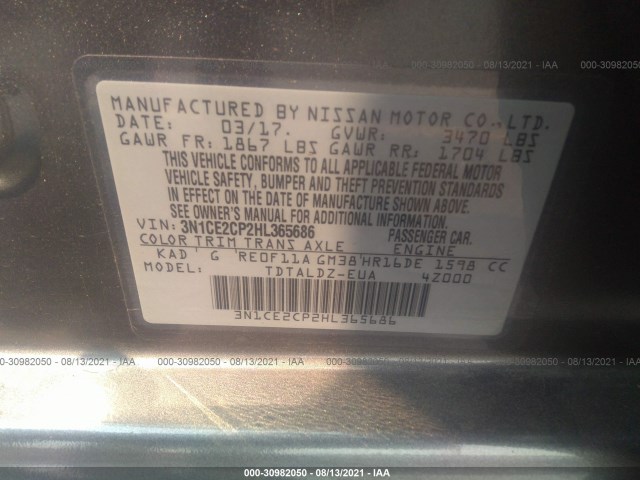 000-30982050 - 08/13/2021 - IAA
MANUFACTURED BY NISSAN MOTOR CO., LTD.
DATE: 03/17. GVWR: 3470 LBS
GAWR FR: 1867 LBS GAWR RR: 1704 LBS
THIS VEHICLE CONFORMS TO ALL APPLICABLE FEDERAL MOTOR
VEHICLE SAFETY, BUMPER AND THEFT PREVENTION STANDARDS
IN EFFECT ON THE DATE OF MANUFACTURE SHOWN ABOVE.
SEE OWNER'S MANUAL FOR ADDITIONAL INFORMATION.
VIN: 3N1CE2CP2HL365686 PASSENGER CAR.
COLOR TRIM TRANS AXLE ENGINE
KAD G RE0F11A GM38 HR16DE 1598 CC
MODEL: TDTALDZ-EUA 4Z000
3N1CE2CP2HL365686
000-30982050 - 08/13/2021 - IAA
000-30982050 - 08/13/2021 - IAA
000-30982050 - 08/13/2021 - IAA
000-30982050 - 08/13/2021 - IAA